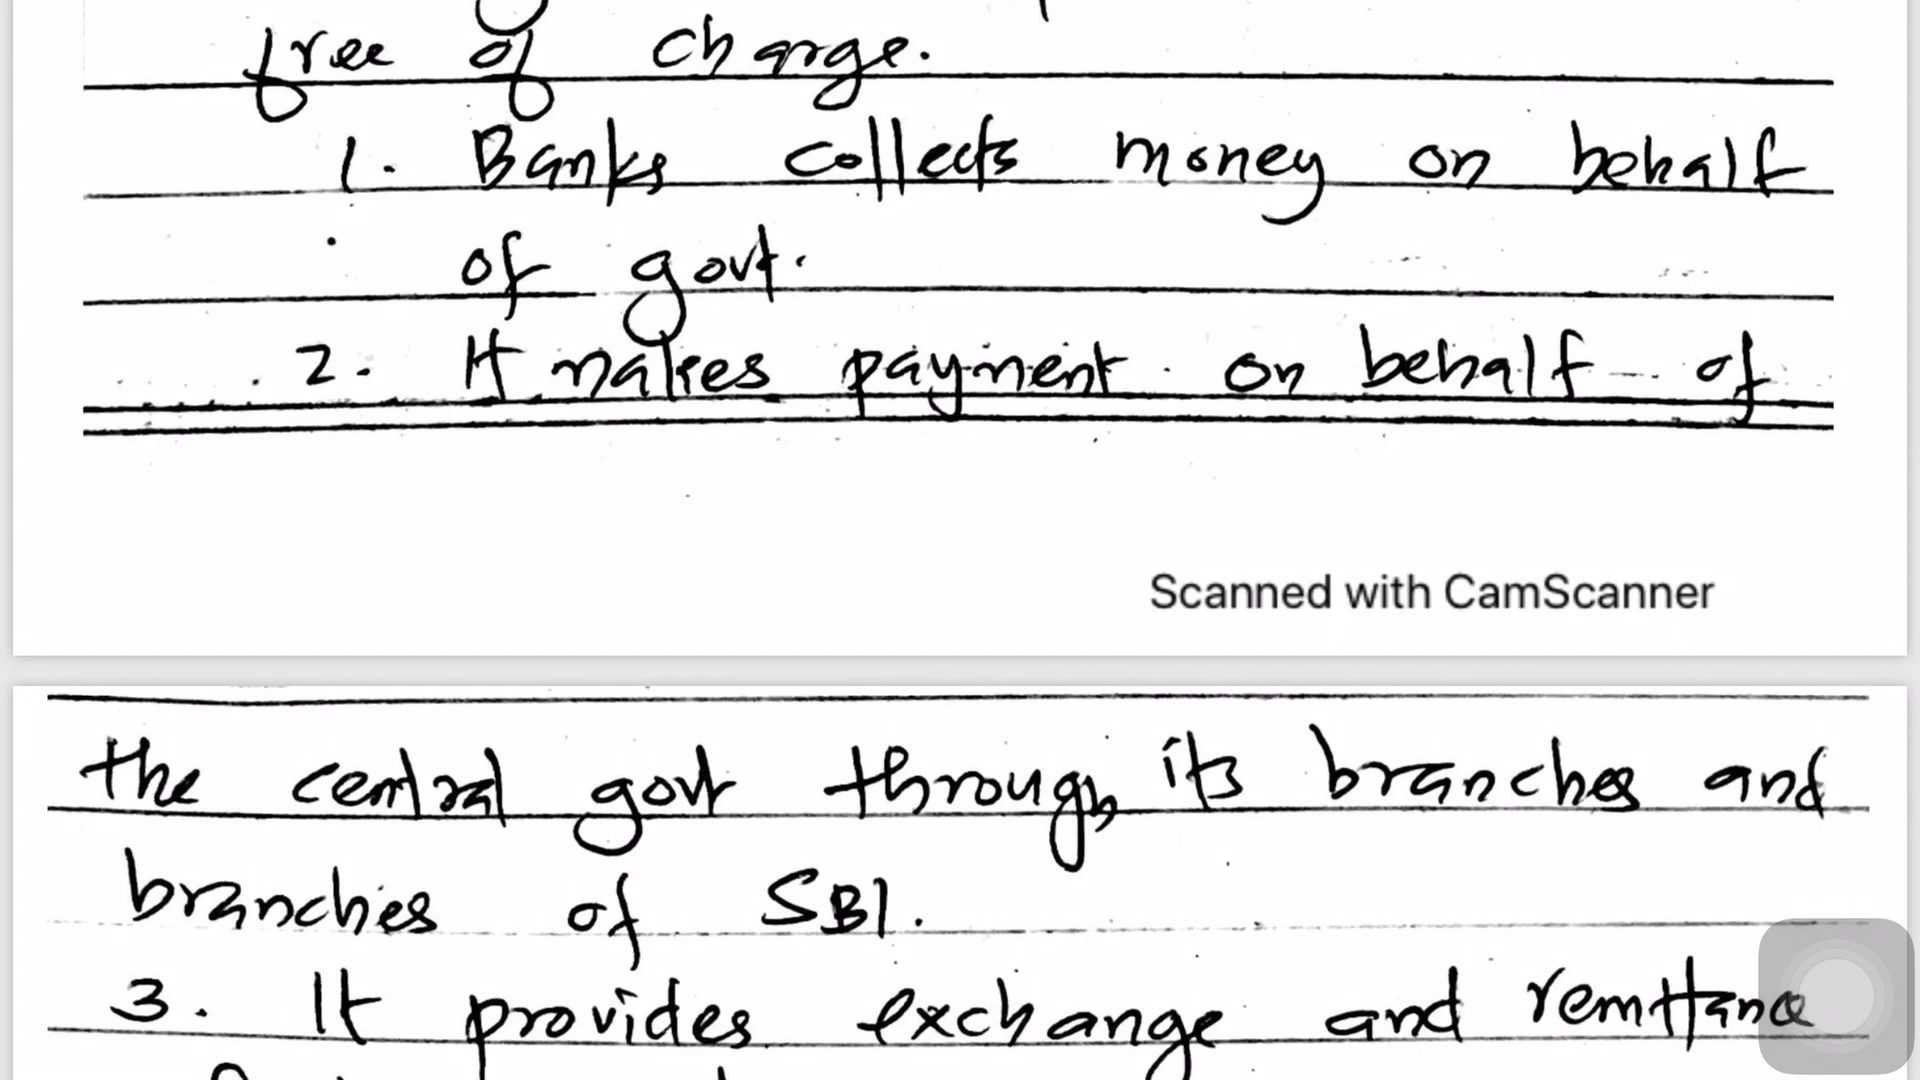 free of charge.
1. Banks collects money on behalf
of govt.
2. It makes payment on behalf of
Scanned with CamScanner
the central govt through its branches and
branches of SBI.
3. It provides exchange and remittance